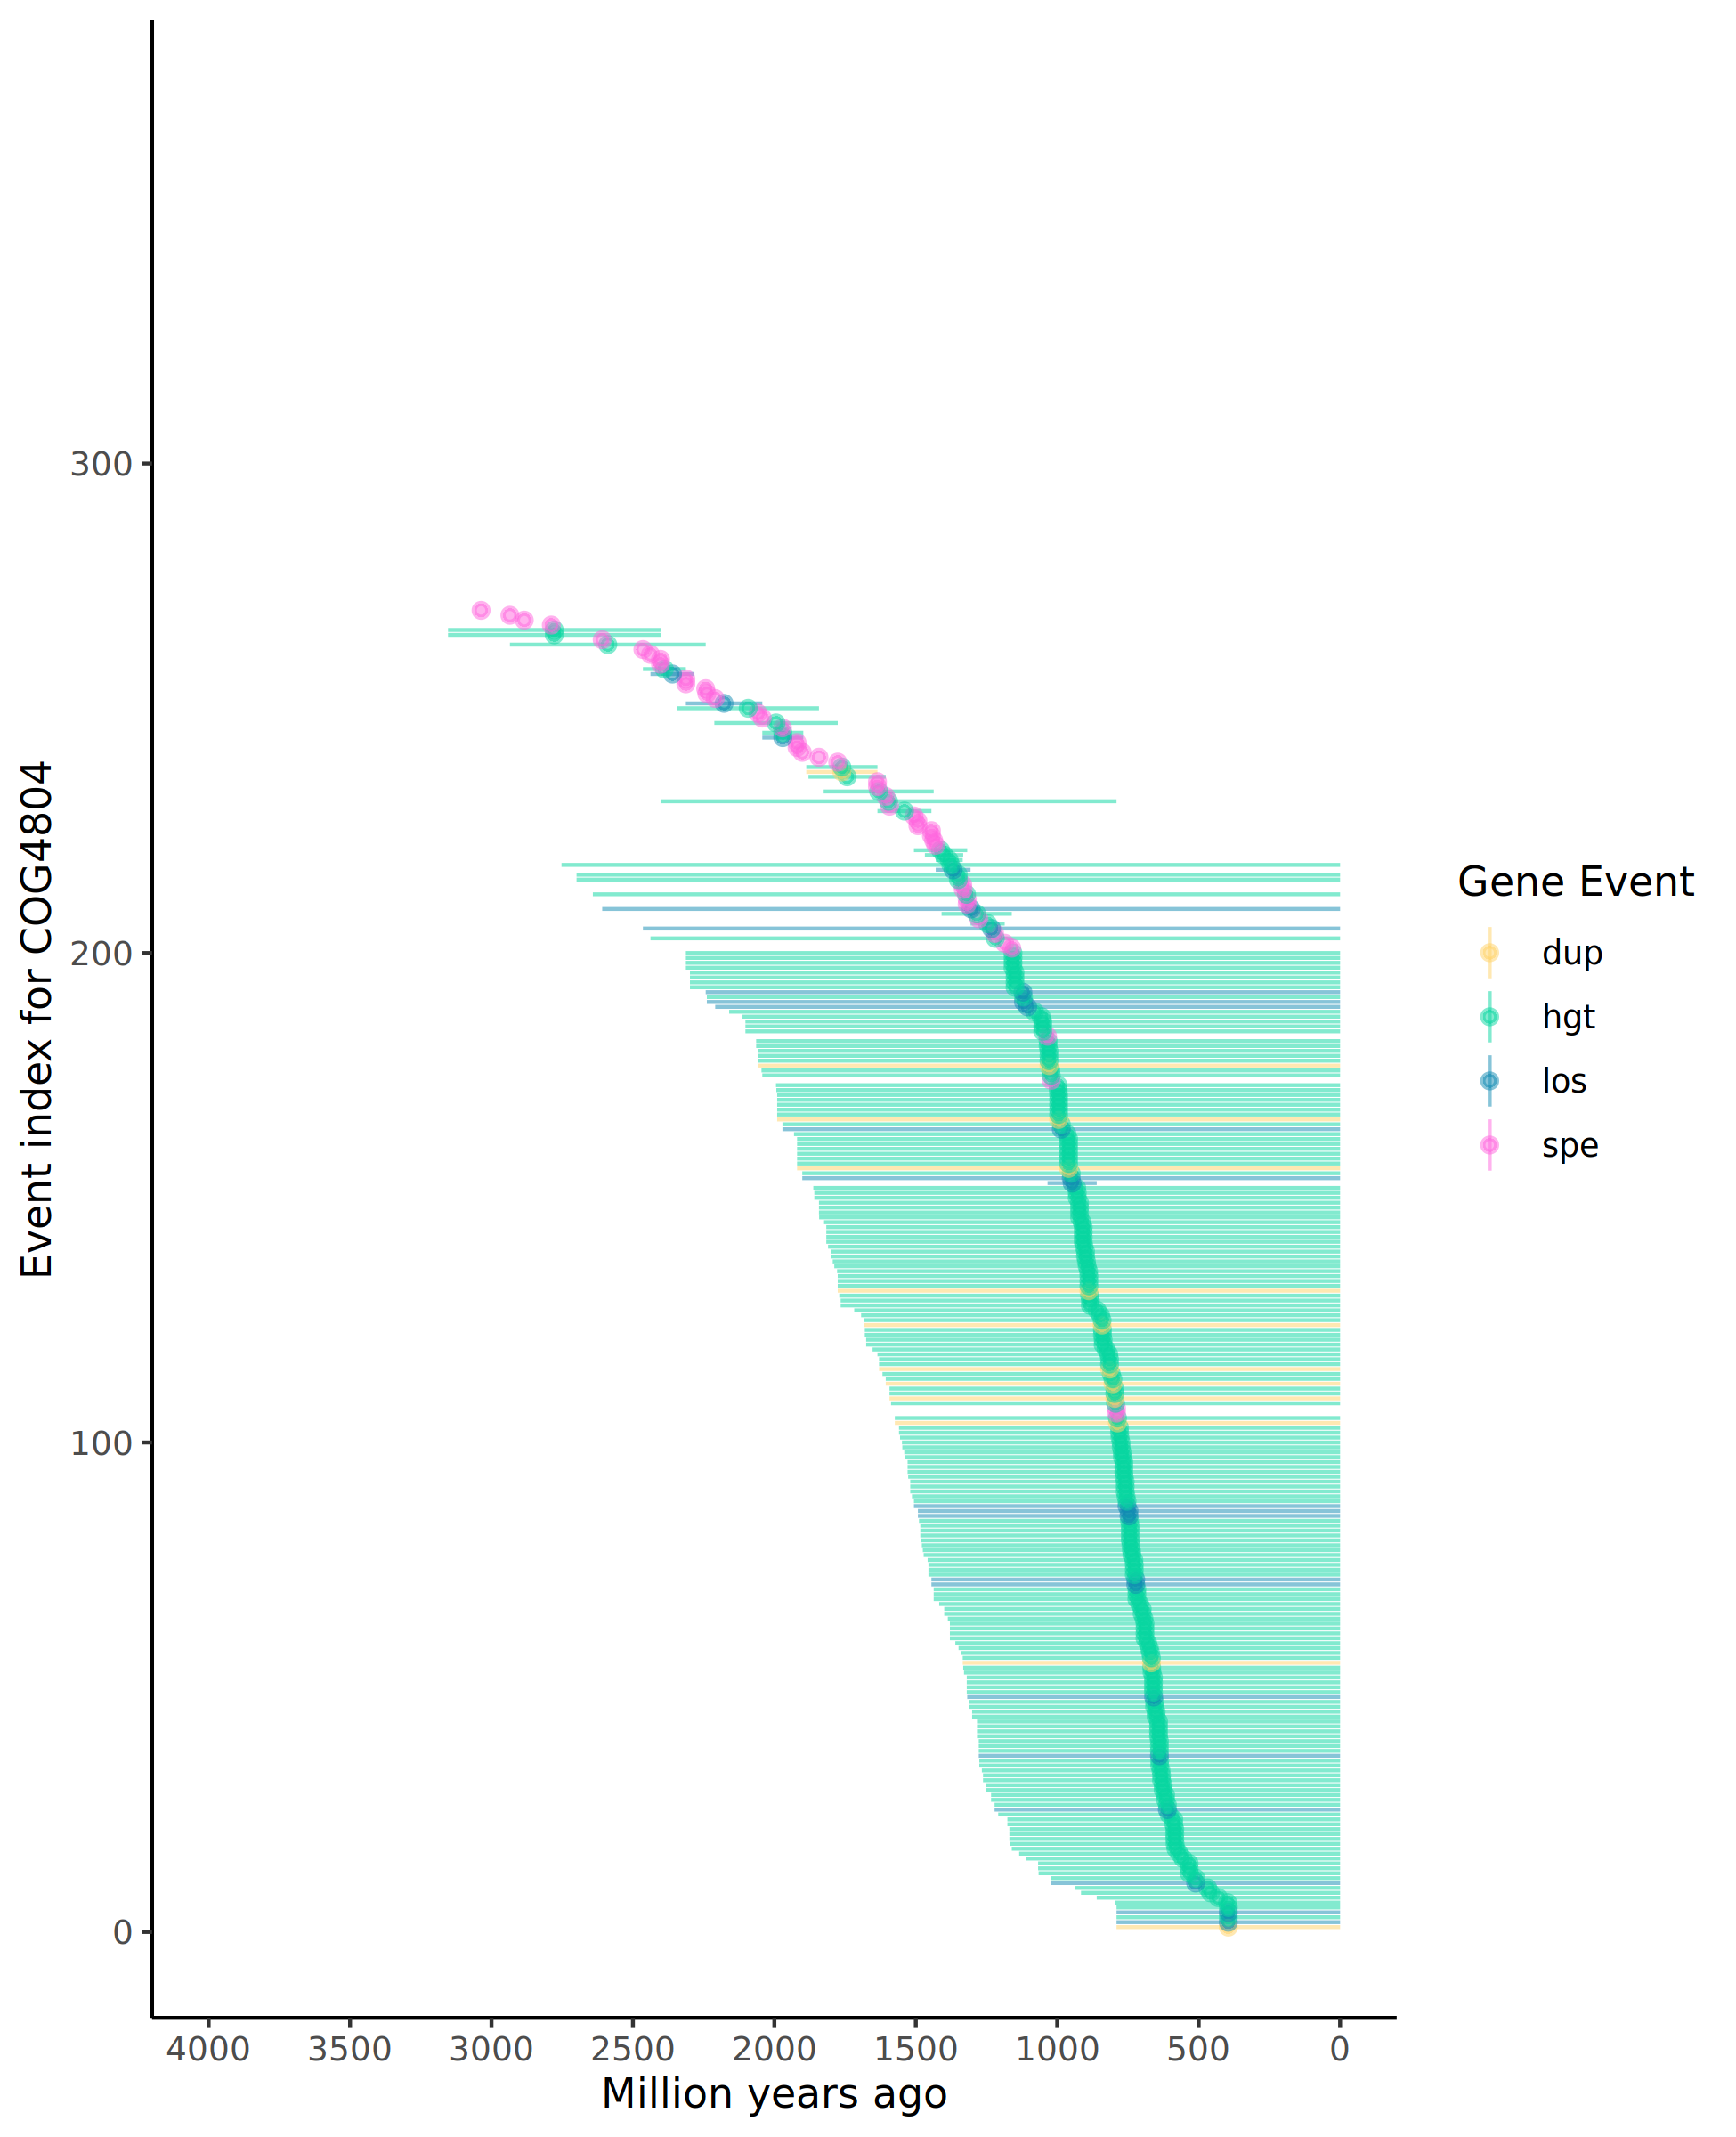 Event index for COG4804
300
200
100
0
4000 3500 3000 2500 2000 1500 1000 500 0
Million years ago
Gene Event
dup
hgt
los
spe